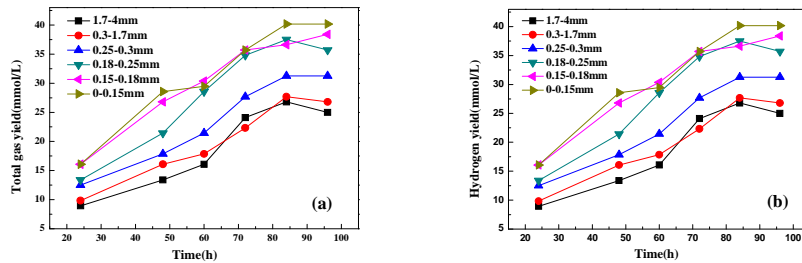 40
35
30
25
20
15
10
5
Total gas yield(mmol/L)
1.7-4mm
0.3-1.7mm
0.25-0.3mm
0.18-0.25mm
0.15-0.18mm
0-0.15mm
(a)
20 30 40 50 60 70 80 90 100
Time(h)
40
35
30
25
20
15
10
5
Hydrogen yield(mmol/L)
1.7-4mm
0.3-1.7mm
0.25-0.3mm
0.18-0.25mm
0.15-0.18mm
0-0.15mm
(b)
20 30 40 50 60 70 80 90 100
Time(h)